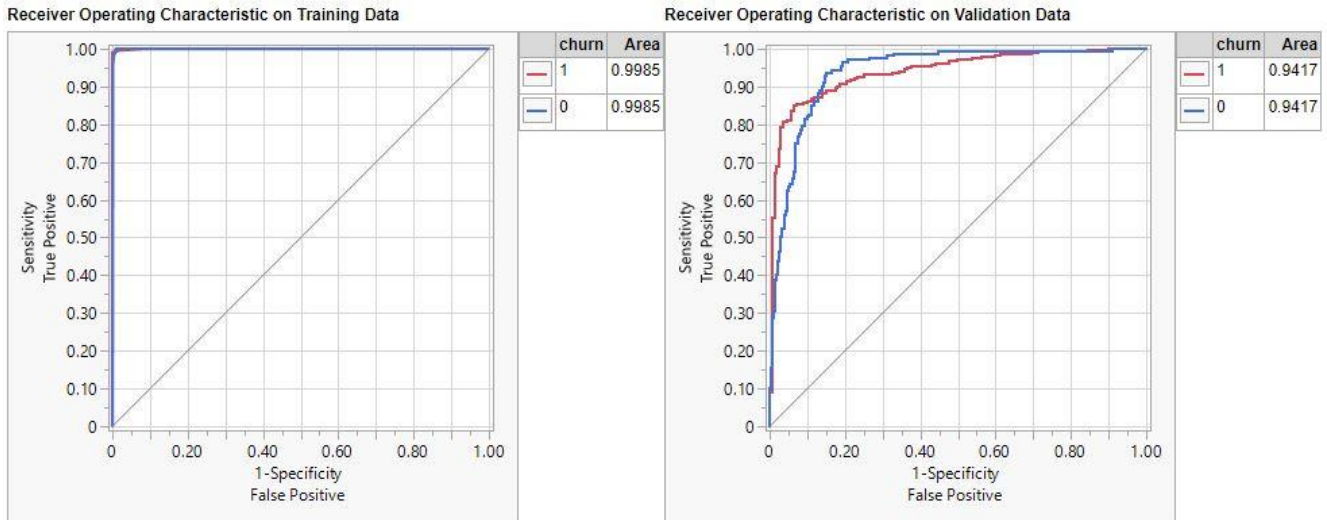 Receiver Operating Characteristic on Training Data
1.00
0.90
0.80
0.70
0.60
0.50
0.40
0.30
0.20
0.10
0
Sensitivity
True Positive
0 0.20 0.40 0.60 0.80 1.00
1-Specificity
False Positive
churn Area
1 0.9985
0 0.9985
Receiver Operating Characteristic on Validation Data
1.00
0.90
0.80
0.70
0.60
0.50
0.40
0.30
0.20
0.10
0
Sensitivity
True Positive
0 0.20 0.40 0.60 0.80 1.00
1-Specificity
False Positive
churn Area
1 0.9417
0 0.9417